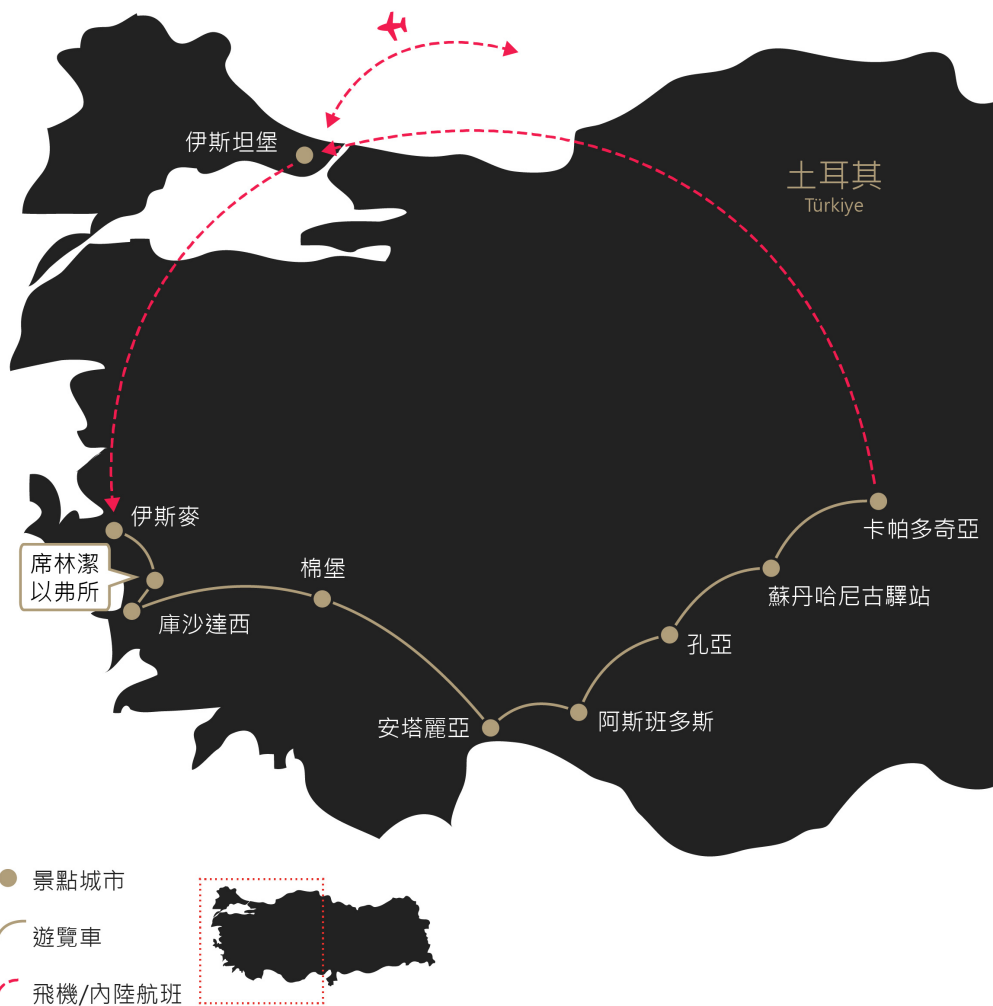 伊斯坦堡
土耳其
Türkiye
伊斯麥
席林潔
以弗所
庫沙達西
棉堡
卡帕多奇亞
蘇丹哈尼古驛站
孔亞
安塔麗亞
阿斯班多斯
景點城市
遊覽車
飛機/內陸航班